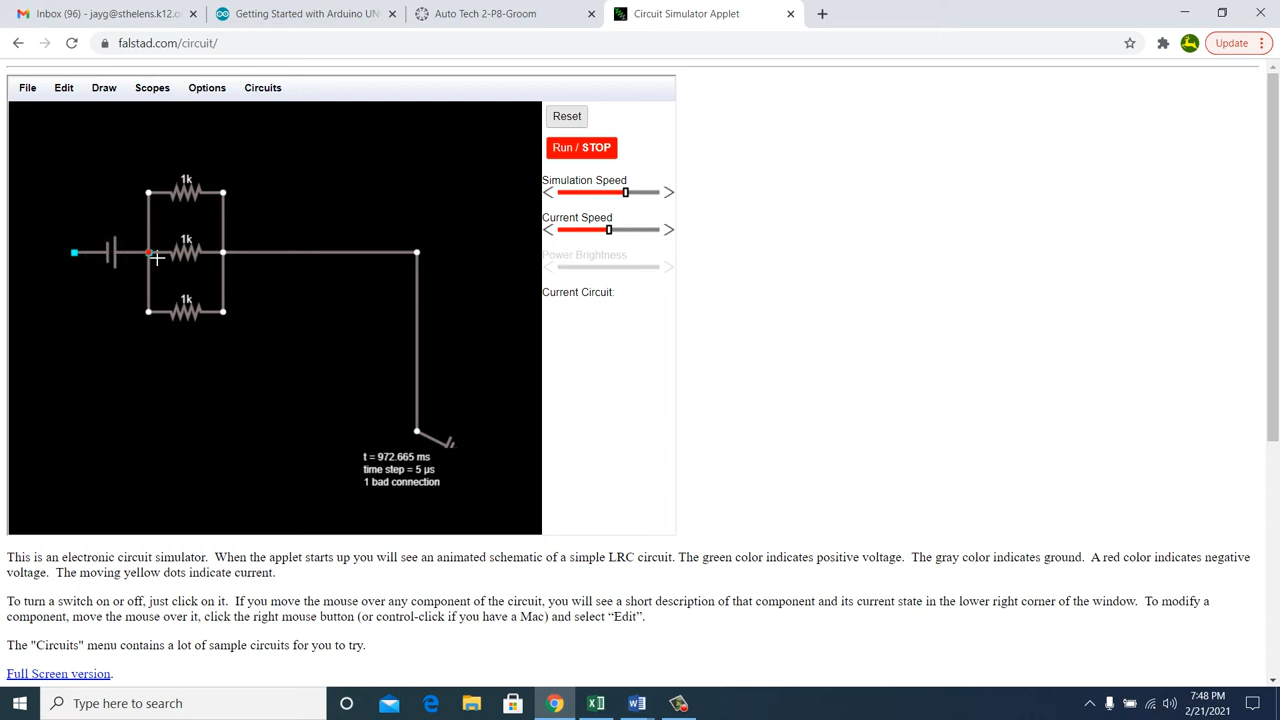 Inbox (96) - jayg@sthelens.k12.o
Getting Started with Arduino UN
Auto Tech 2-P8-Groom
Circuit Simulator Applet
falstad.com/circuit/
Update
File Edit Draw Scopes Options Circuits
Reset
Run / STOP
Simulation Speed
Current Speed
Power Brightness
Current Circuit:
1k
1k
1k
t = 972.665 ms
time step = 5 µs
1 bad connection
This is an electronic circuit simulator. When the applet starts up you will see an animated schematic of a simple LRC circuit. The green color indicates positive voltage. The gray color indicates ground. A red color indicates negative
voltage. The moving yellow dots indicate current.
To turn a switch on or off, just click on it. If you move the mouse over any component of the circuit, you will see a short description of that component and its current state in the lower right corner of the window. To modify a
component, move the mouse over it, click the right mouse button (or control-click if you have a Mac) and select “Edit”.
The "Circuits" menu contains a lot of sample circuits for you to try.
Full Screen version.
Type here to search
7:48 PM
2/21/2021